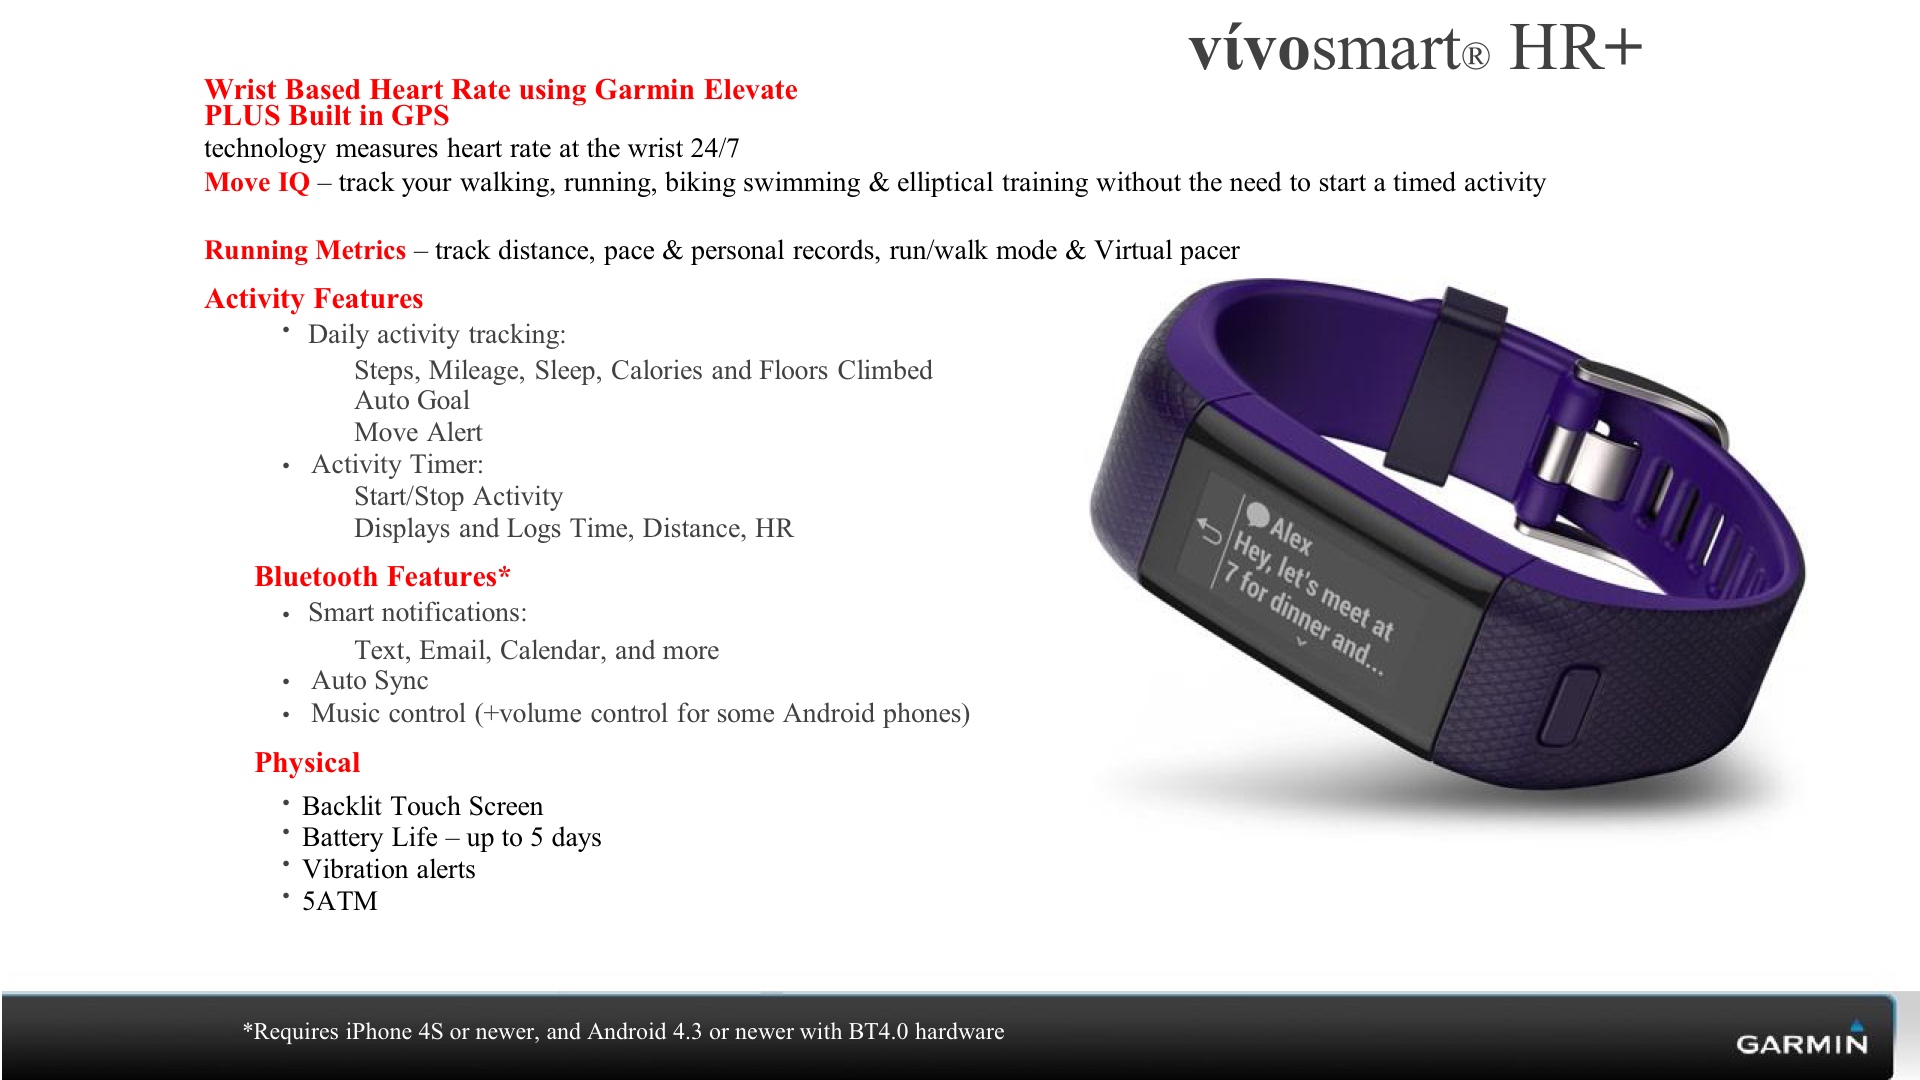 vívosmart® HR+
Wrist Based Heart Rate using Garmin Elevate
PLUS Built in GPS
technology measures heart rate at the wrist 24/7
Move IQ – track your walking, running, biking swimming & elliptical training without the need to start a timed activity
Running Metrics – track distance, pace & personal records, run/walk mode & Virtual pacer
Activity Features
• Daily activity tracking:
Steps, Mileage, Sleep, Calories and Floors Climbed
Auto Goal
Move Alert
• Activity Timer:
Start/Stop Activity
Displays and Logs Time, Distance, HR
Bluetooth Features*
• Smart notifications:
Text, Email, Calendar, and more
• Auto Sync
• Music control (+volume control for some Android phones)
Physical
• Backlit Touch Screen
• Battery Life – up to 5 days
• Vibration alerts
• 5ATM
Alex
Hey, let's meet at
7 for dinner and...
*Requires iPhone 4S or newer, and Android 4.3 or newer with BT4.0 hardware
GARMIN